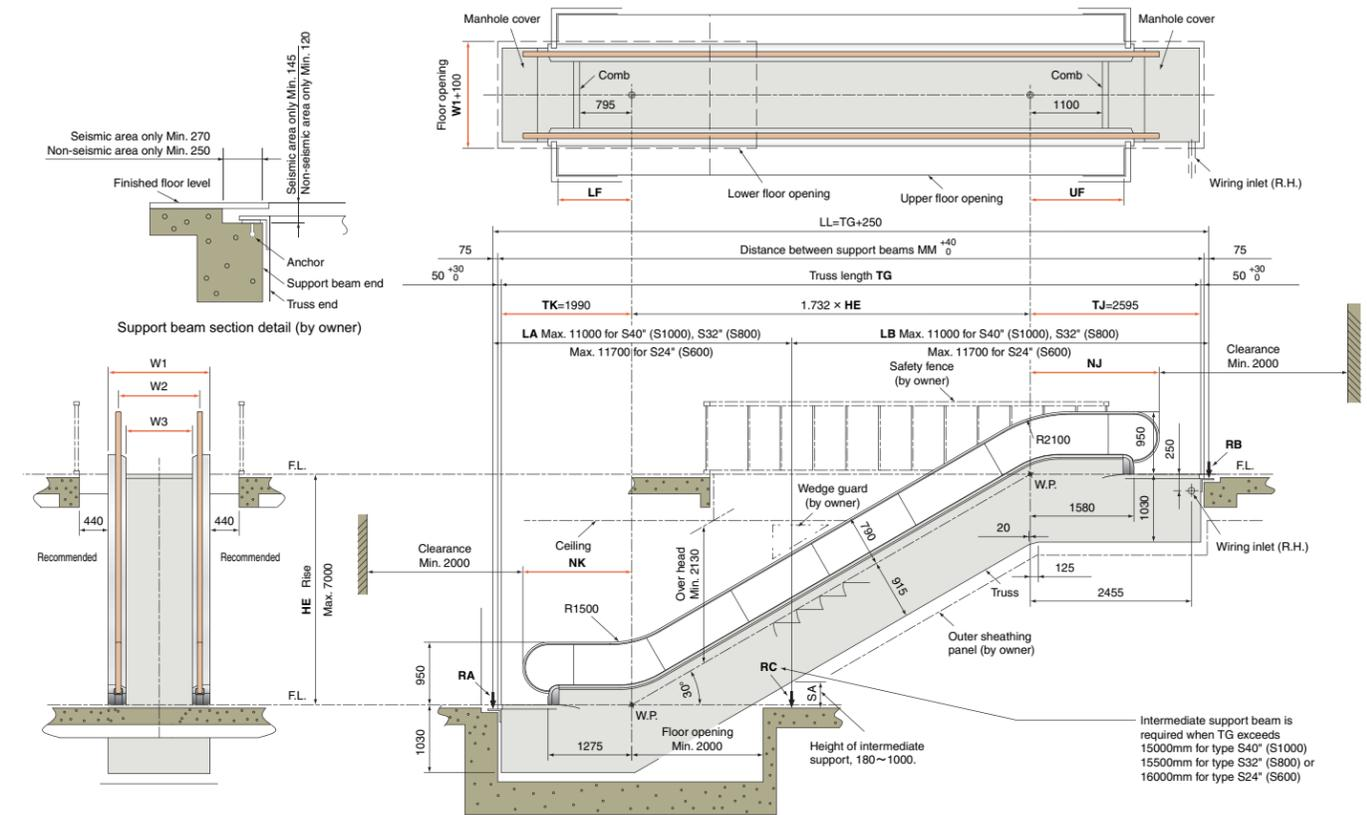 Manhole cover
Manhole cover
Floor opening
W1+100
Comb
Comb
795
1100
Lower floor opening
Upper floor opening
Wiring inlet (R.H.)
LF
UF
Seismic area only Min. 145
Non-seismic area only Min. 120
Seismic area only Min. 270
Non-seismic area only Min. 250
Finished floor level
Anchor
Support beam end
Truss end
Support beam section detail (by owner)
LL=TG+250
75
Distance between support beams MM +40 0
75
50 +30 0
Truss length TG
50 +30 0
TK=1990
1.732 × HE
TJ=2595
LA Max. 11000 for S40" (S1000), S32" (S800)
Max. 11700 for S24" (S600)
LB Max. 11000 for S40" (S1000), S32" (S800)
Max. 11700 for S24" (S600)
Clearance
Min. 2000
Safety fence
(by owner)
NJ
W1
W2
W3
F.L.
440
440
Recommended
Recommended
HE Rise
Max. 7000
F.L.
R2100
950
250
RB
F.L.
W.P.
Wedge guard
(by owner)
1580
1030
20
Wiring inlet (R.H.)
125
2455
Ceiling
Clearance
Min. 2000
NK
Over head
Min. 2130
790
915
Truss
Outer sheathing
panel (by owner)
R1500
950
RA
RC
30°
SA
W.P.
1030
1275
Floor opening
Min. 2000
Height of intermediate
support, 180~1000.
Intermediate support beam is
required when TG exceeds
15000mm for type S40" (S1000)
15500mm for type S32" (S800) or
16000mm for type S24" (S600)